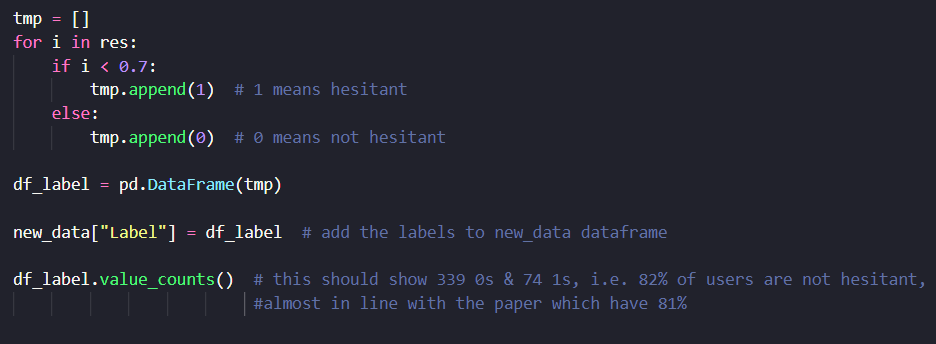 tmp = []
for i in res:
    if i < 0.7:
        tmp.append(1)  # 1 means hesitant
    else:
        tmp.append(0)  # 0 means not hesitant
df_label = pd.DataFrame(tmp)
new_data["Label"] = df_label  # add the labels to new_data dataframe
df_label.value_counts()  # this should show 339 0s & 74 1s, i.e. 82% of users are not hesitant,
                         #almost in line with the paper which have 81%